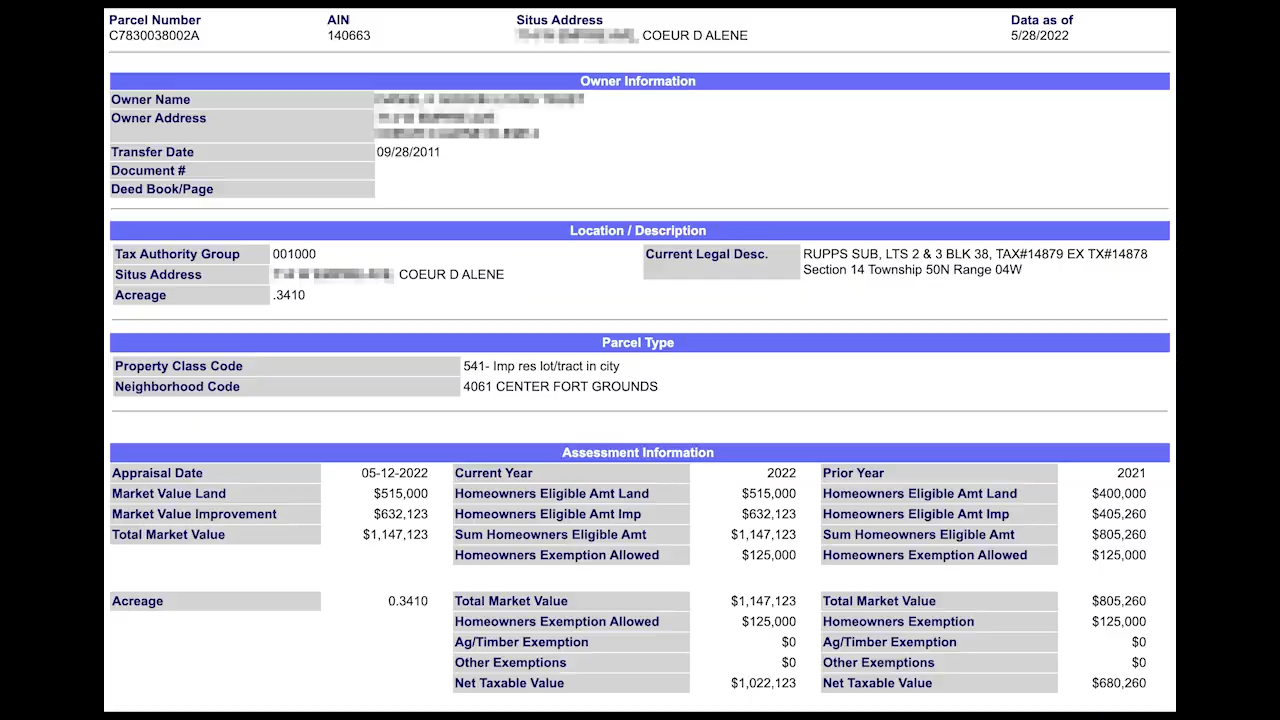 Parcel Number AIN Situs Address Data as of
C7830038002A 140663 COEUR D ALENE 5/28/2022
Owner Information
Owner Name
Owner Address
Transfer Date 09/28/2011
Document #
Deed Book/Page
Location / Description
Tax Authority Group 001000 Current Legal Desc. RUPPS SUB, LTS 2 & 3 BLK 38, TAX#14879 EX TX#14878
Section 14 Township 50N Range 04W
Situs Address COEUR D ALENE
Acreage .3410
Parcel Type
Property Class Code 541- Imp res lot/tract in city
Neighborhood Code 4061 CENTER FORT GROUNDS
Assessment Information
Appraisal Date 05-12-2022 Current Year 2022 Prior Year 2021
Market Value Land $515,000 Homeowners Eligible Amt Land $515,000 Homeowners Eligible Amt Land $400,000
Market Value Improvement $632,123 Homeowners Eligible Amt Imp $632,123 Homeowners Eligible Amt Imp $405,260
Total Market Value $1,147,123 Sum Homeowners Eligible Amt $1,147,123 Sum Homeowners Eligible Amt $805,260
Homeowners Exemption Allowed $125,000 Homeowners Exemption Allowed $125,000
Acreage 0.3410 Total Market Value $1,147,123 Total Market Value $805,260
Homeowners Exemption Allowed $125,000 Homeowners Exemption $125,000
Ag/Timber Exemption $0 Ag/Timber Exemption $0
Other Exemptions $0 Other Exemptions $0
Net Taxable Value $1,022,123 Net Taxable Value $680,260